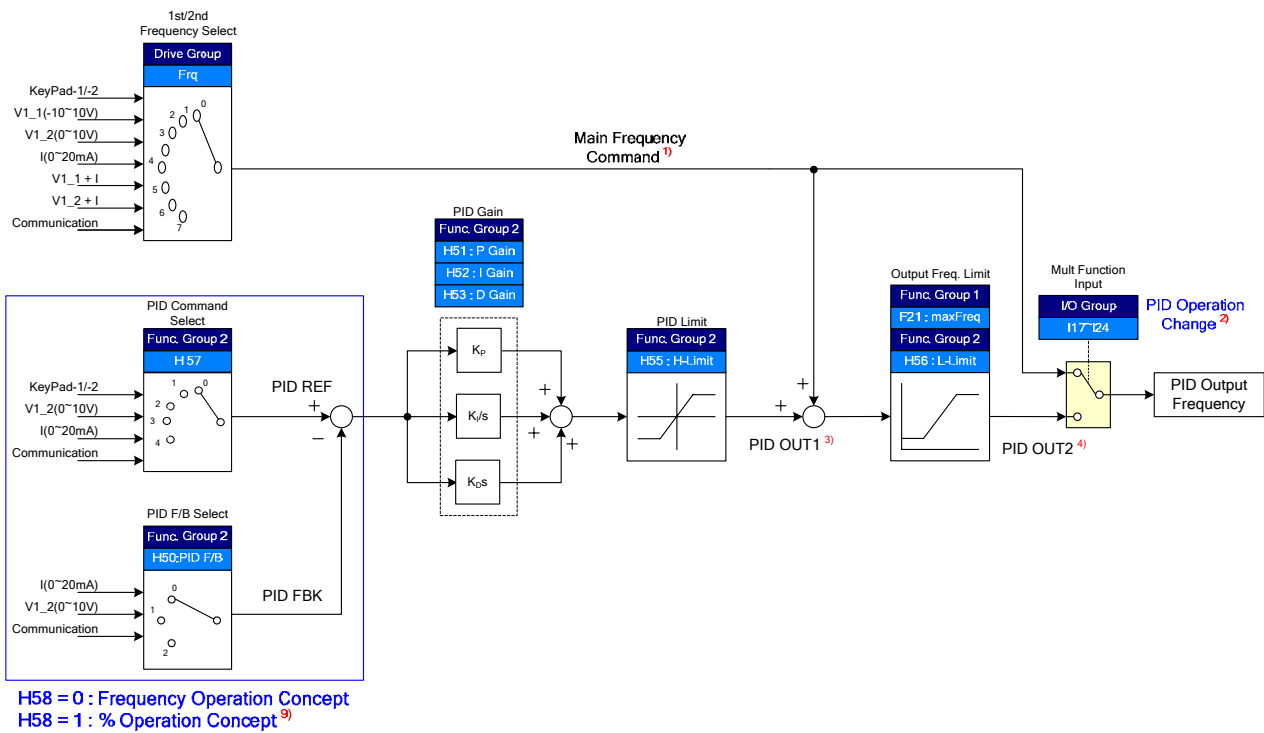 1st/2nd
Frequency Select
Drive Group
Frq
KeyPad-1/-2
V1_1(-10~10V)
V1_2(0~10V)
I(0~20mA)
V1_1 + I
V1_2 + I
Communication
0
1
2
3
4
5
6
7
Main Frequency
Command 1)
PID Gain
Func. Group 2
H51 : P Gain
H52 : I Gain
H53 : D Gain
PID Command
Select
Func. Group 2
H 57
KeyPad-1/-2
V1_2(0~10V)
I(0~20mA)
Communication
0
1
2
3
4
PID REF
+
−
KP
KI/s
KDs
+
+
+
PID Limit
Func. Group 2
H55 : H-Limit
PID OUT1 3)
+
+
Output Freq. Limit
Func. Group 1
F21 : maxFreq
Func. Group 2
H56 : L-Limit
PID OUT2 4)
Mult Function
Input
I/O Group
I17~I24
PID Operation
Change 2)
PID Output
Frequency
PID F/B Select
Func. Group 2
H50:PID F/B
I(0~20mA)
V1_2(0~10V)
Communication
0
1
2
PID FBK
H58 = 0 : Frequency Operation Concept
H58 = 1 : % Operation Concept 9)